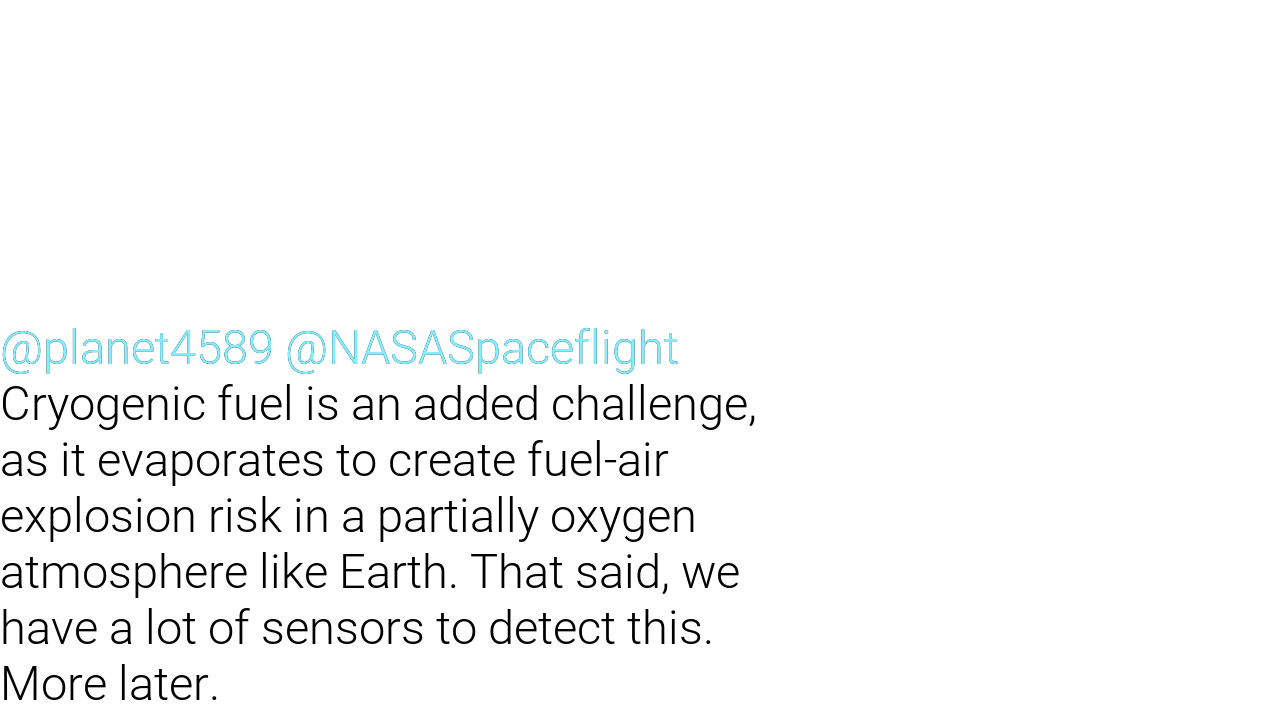 @planet4589 @NASASpaceflight
Cryogenic fuel is an added challenge,
as it evaporates to create fuel-air
explosion risk in a partially oxygen
atmosphere like Earth. That said, we
have a lot of sensors to detect this.
More later.